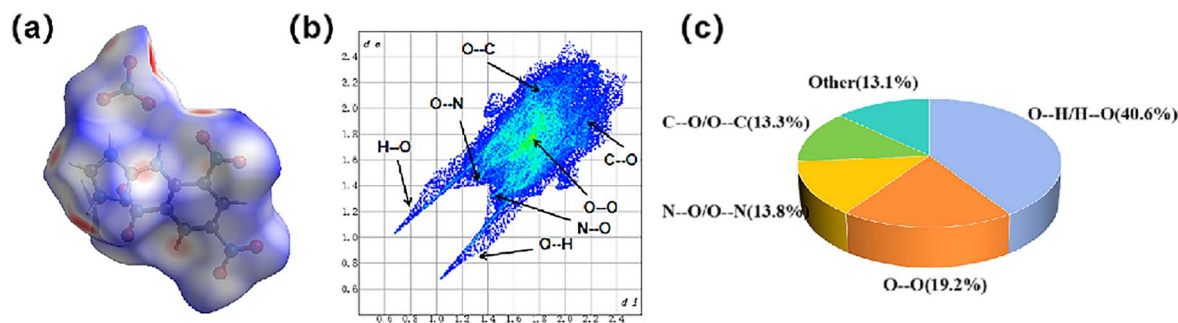 (a)
(b)
(c)
d e
2.4
2.2
2.0
1.8
1.6
1.4
1.2
1.0
0.8
0.6
0.6 0.8 1.0 1.2 1.4 1.6 1.8 2.0 2.2 2.4
d i
O--C
O--N
H--O
C--O
O--O
N--O
O--H
Other(13.1%)
C--O/O--C(13.3%)
O--H/H--O(40.6%)
N--O/O--N(13.8%)
O--O(19.2%)